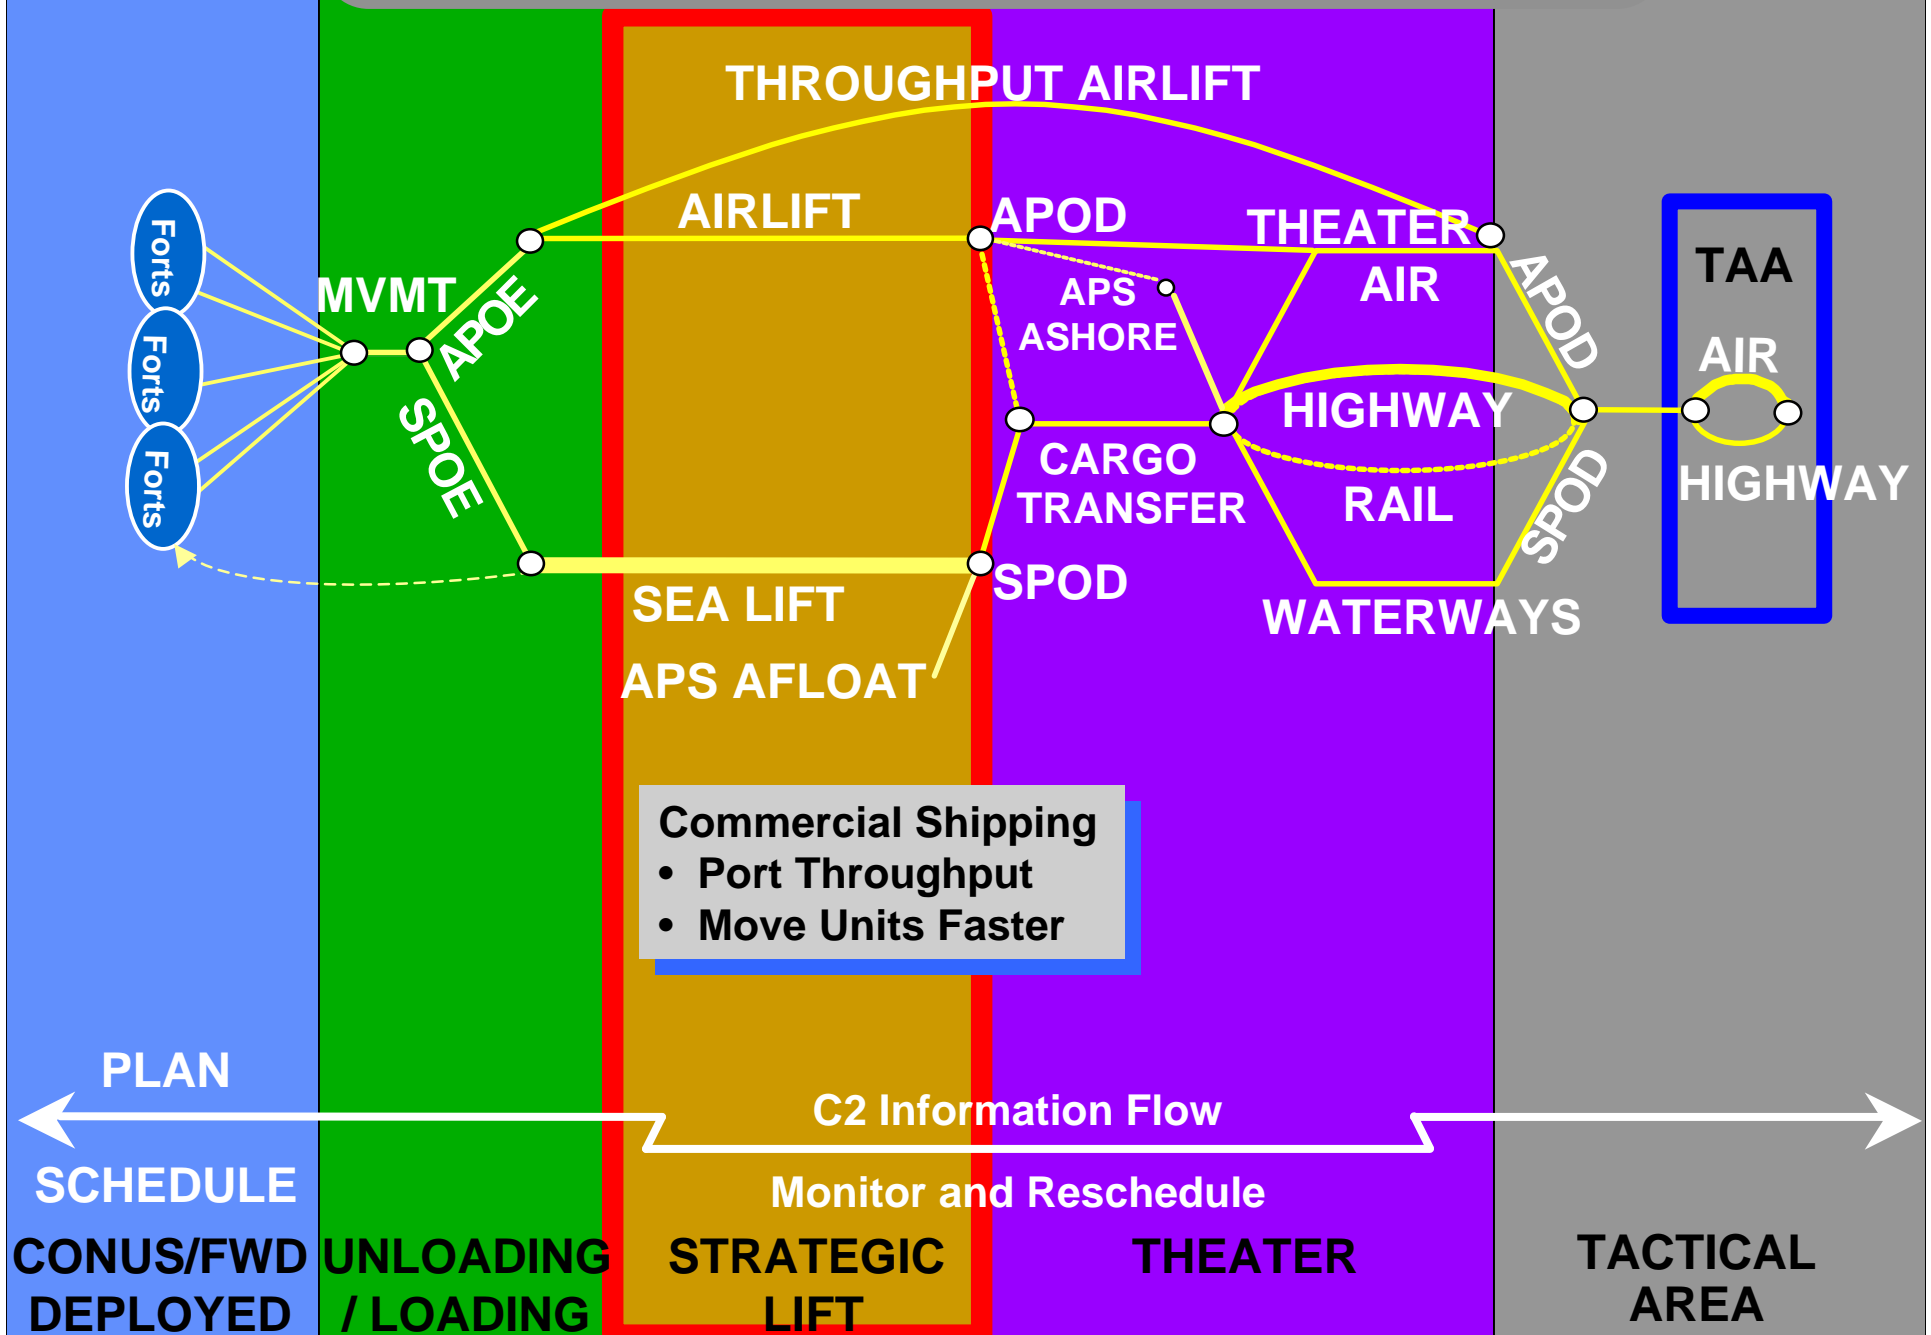 THROUGHPUT AIRLIFT
AIRLIFT
APOD
THEATER
AIR
Forts
Forts
Forts
MVMT
APOE
SPOE
APS
ASHORE
HIGHWAY
CARGO
TRANSFER
RAIL
APOD
SPOD
TAA
AIR
HIGHWAY
SEA LIFT
SPOD
WATERWAYS
APS AFLOAT
Commercial Shipping
• Port Throughput
• Move Units Faster
PLAN
C2 Information Flow
SCHEDULE
Monitor and Reschedule
CONUS/FWD
DEPLOYED
UNLOADING
/ LOADING
STRATEGIC
LIFT
THEATER
TACTICAL
AREA